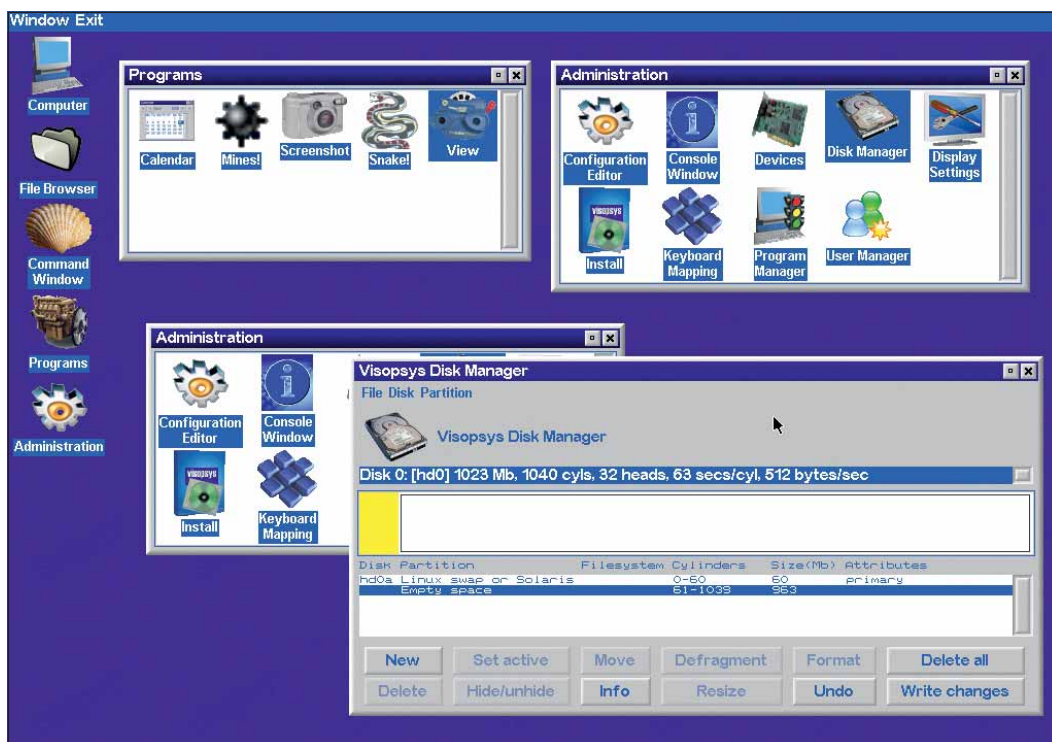 Window Exit
Computer
File Browser
Command
Window
Programs
Administration
Programs
Calendar
Mines!
Screenshot
Snake!
View
Administration
Configuration
Editor
Console
Window
Devices
Disk Manager
Display
Settings
visopsys
Install
Keyboard
Mapping
Program
Manager
User Manager
Administration
Configuration
Editor
Console
Window
visopsys
Install
Keyboard
Mapping
Visopsys Disk Manager
File Disk Partition
Visopsys Disk Manager
Disk 0: [hd0] 1023 Mb, 1040 cyls, 32 heads, 63 secs/cyl, 512 bytes/sec
Disk Partition Filesystem Cylinders Size(Mb) Attributes
hd0a Linux swap or Solaris 0-60 60 primary
Empty space 61-1039 963
New Set active Move Defragment Format Delete all
Delete Hide/unhide Info Resize Undo Write changes